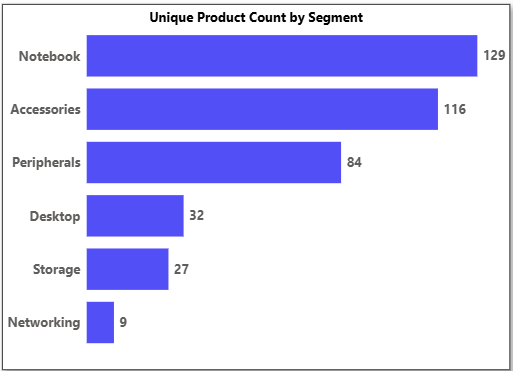 Unique Product Count by Segment
Notebook 129
Accessories 116
Peripherals 84
Desktop 32
Storage 27
Networking 9